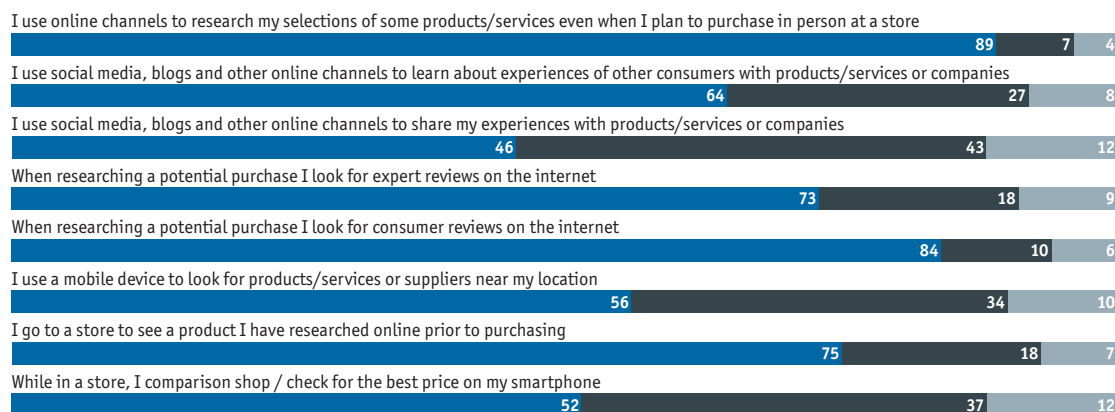 I use online channels to research my selections of some products/services even when I plan to purchase in person at a store
89 7 4
I use social media, blogs and other online channels to learn about experiences of other consumers with products/services or companies
64 27 8
I use social media, blogs and other online channels to share my experiences with products/services or companies
46 43 12
When researching a potential purchase I look for expert reviews on the internet
73 18 9
When researching a potential purchase I look for consumer reviews on the internet
84 10 6
I use a mobile device to look for products/services or suppliers near my location
56 34 10
I go to a store to see a product I have researched online prior to purchasing
75 18 7
While in a store, I comparison shop / check for the best price on my smartphone
52 37 12